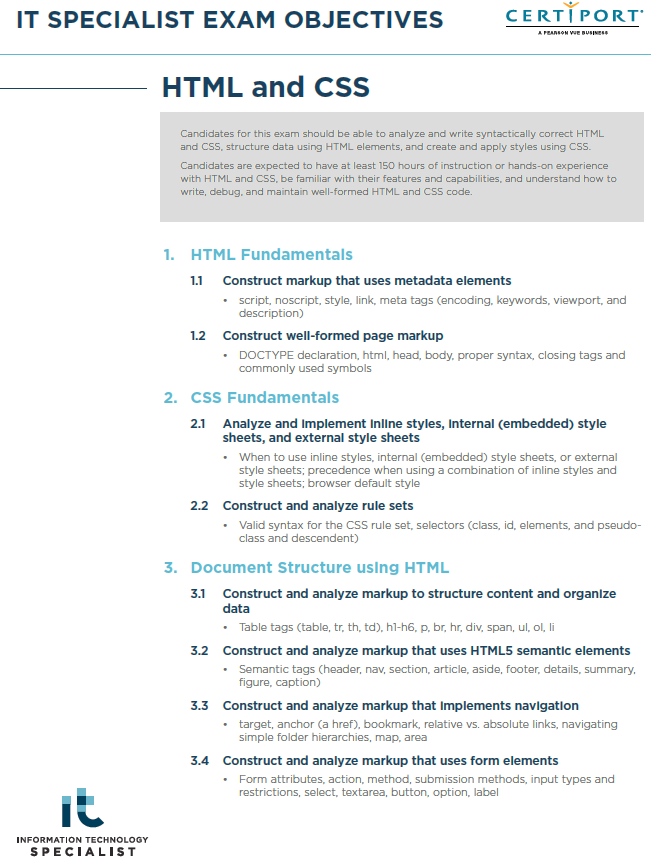 IT SPECIALIST EXAM OBJECTIVES
CERTIPORT
A PEARSON VUE BUSINESS
HTML and CSS
Candidates for this exam should be able to analyze and write syntactically correct HTML
and CSS, structure data using HTML elements, and create and apply styles using CSS.
Candidates are expected to have at least 150 hours of instruction or hands-on experience
with HTML and CSS, be familiar with their features and capabilities, and understand how to
write, debug, and maintain well-formed HTML and CSS code.
1. HTML Fundamentals
1.1 Construct markup that uses metadata elements
• script, noscript, style, link, meta tags (encoding, keywords, viewport, and
description)
1.2 Construct well-formed page markup
• DOCTYPE declaration, html, head, body, proper syntax, closing tags and
commonly used symbols
2. CSS Fundamentals
2.1 Analyze and implement inline styles, internal (embedded) style
sheets, and external style sheets
• When to use inline styles, internal (embedded) style sheets, or external
style sheets; precedence when using a combination of inline styles and
style sheets; browser default style
2.2 Construct and analyze rule sets
• Valid syntax for the CSS rule set, selectors (class, id, elements, and pseudo-
class and descendent)
3. Document Structure using HTML
3.1 Construct and analyze markup to structure content and organize
data
• Table tags (table, tr, th, td), h1-h6, p, br, hr, div, span, ul, ol, li
3.2 Construct and analyze markup that uses HTML5 semantic elements
• Semantic tags (header, nav, section, article, aside, footer, details, summary,
figure, caption)
3.3 Construct and analyze markup that implements navigation
• target, anchor (a href), bookmark, relative vs. absolute links, navigating
simple folder hierarchies, map, area
3.4 Construct and analyze markup that uses form elements
• Form attributes, action, method, submission methods, input types and
restrictions, select, textarea, button, option, label
it
INFORMATION TECHNOLOGY
SPECIALIST